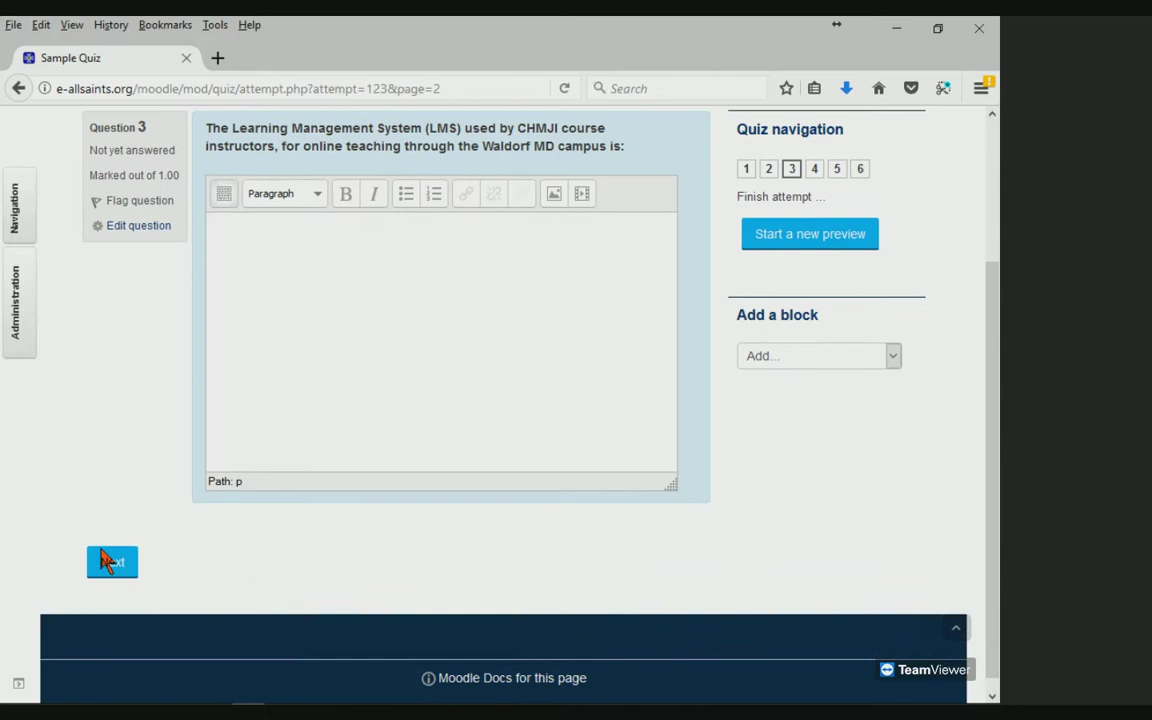 File Edit View History Bookmarks Tools Help
Sample Quiz
e-allsaints.org/moodle/mod/quiz/attempt.php?attempt=123&page=2
Search
Navigation
Administration
Question 3
Not yet answered
Marked out of 1.00
Flag question
Edit question
The Learning Management System (LMS) used by CHMJI course
instructors, for online teaching through the Waldorf MD campus is:
Paragraph B I
Path: p
Quiz navigation
1 2 3 4 5 6
Finish attempt ...
Start a new preview
Add a block
Add...
Moodle Docs for this page
TeamViewer